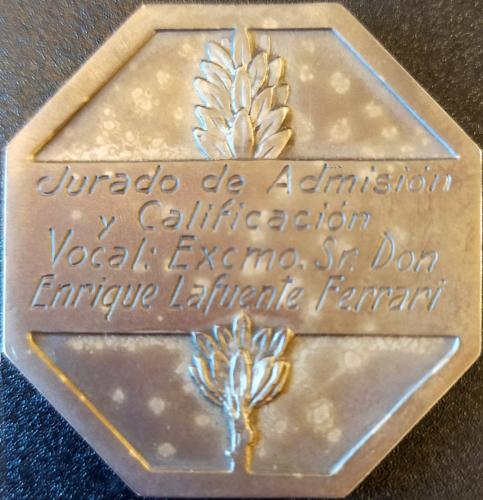 Jurado de Admisión
y Calificación
Vocal: Excmo. Sr. Don
Enrique Lafuente Ferrari